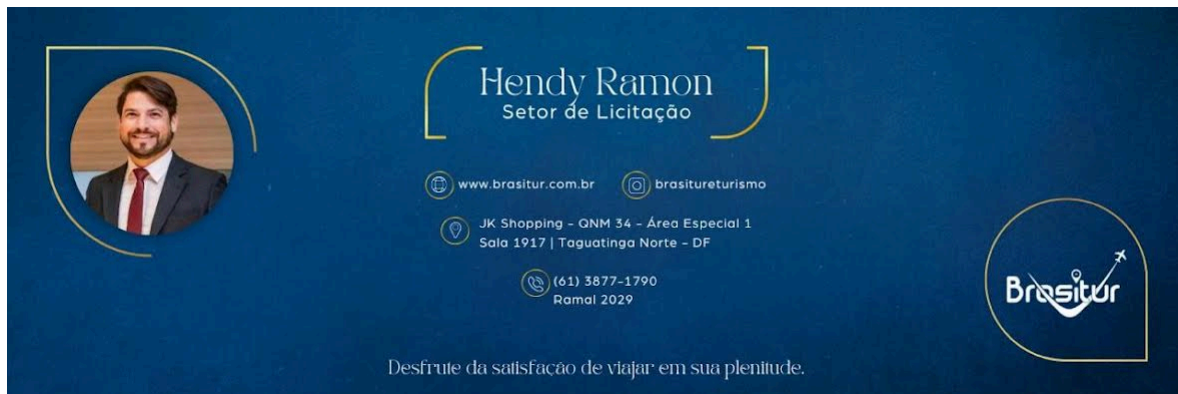 Hendy Ramon
Setor de Licitação
www.brasitur.com.br
brasitureturismo
JK Shopping - QNM 34 - Área Especial 1
Sala 1917 | Taguatinga Norte - DF
(61) 3877-1790
Ramal 2029
Brasitur
Desfrute da satisfação de viajar em sua plenitude.